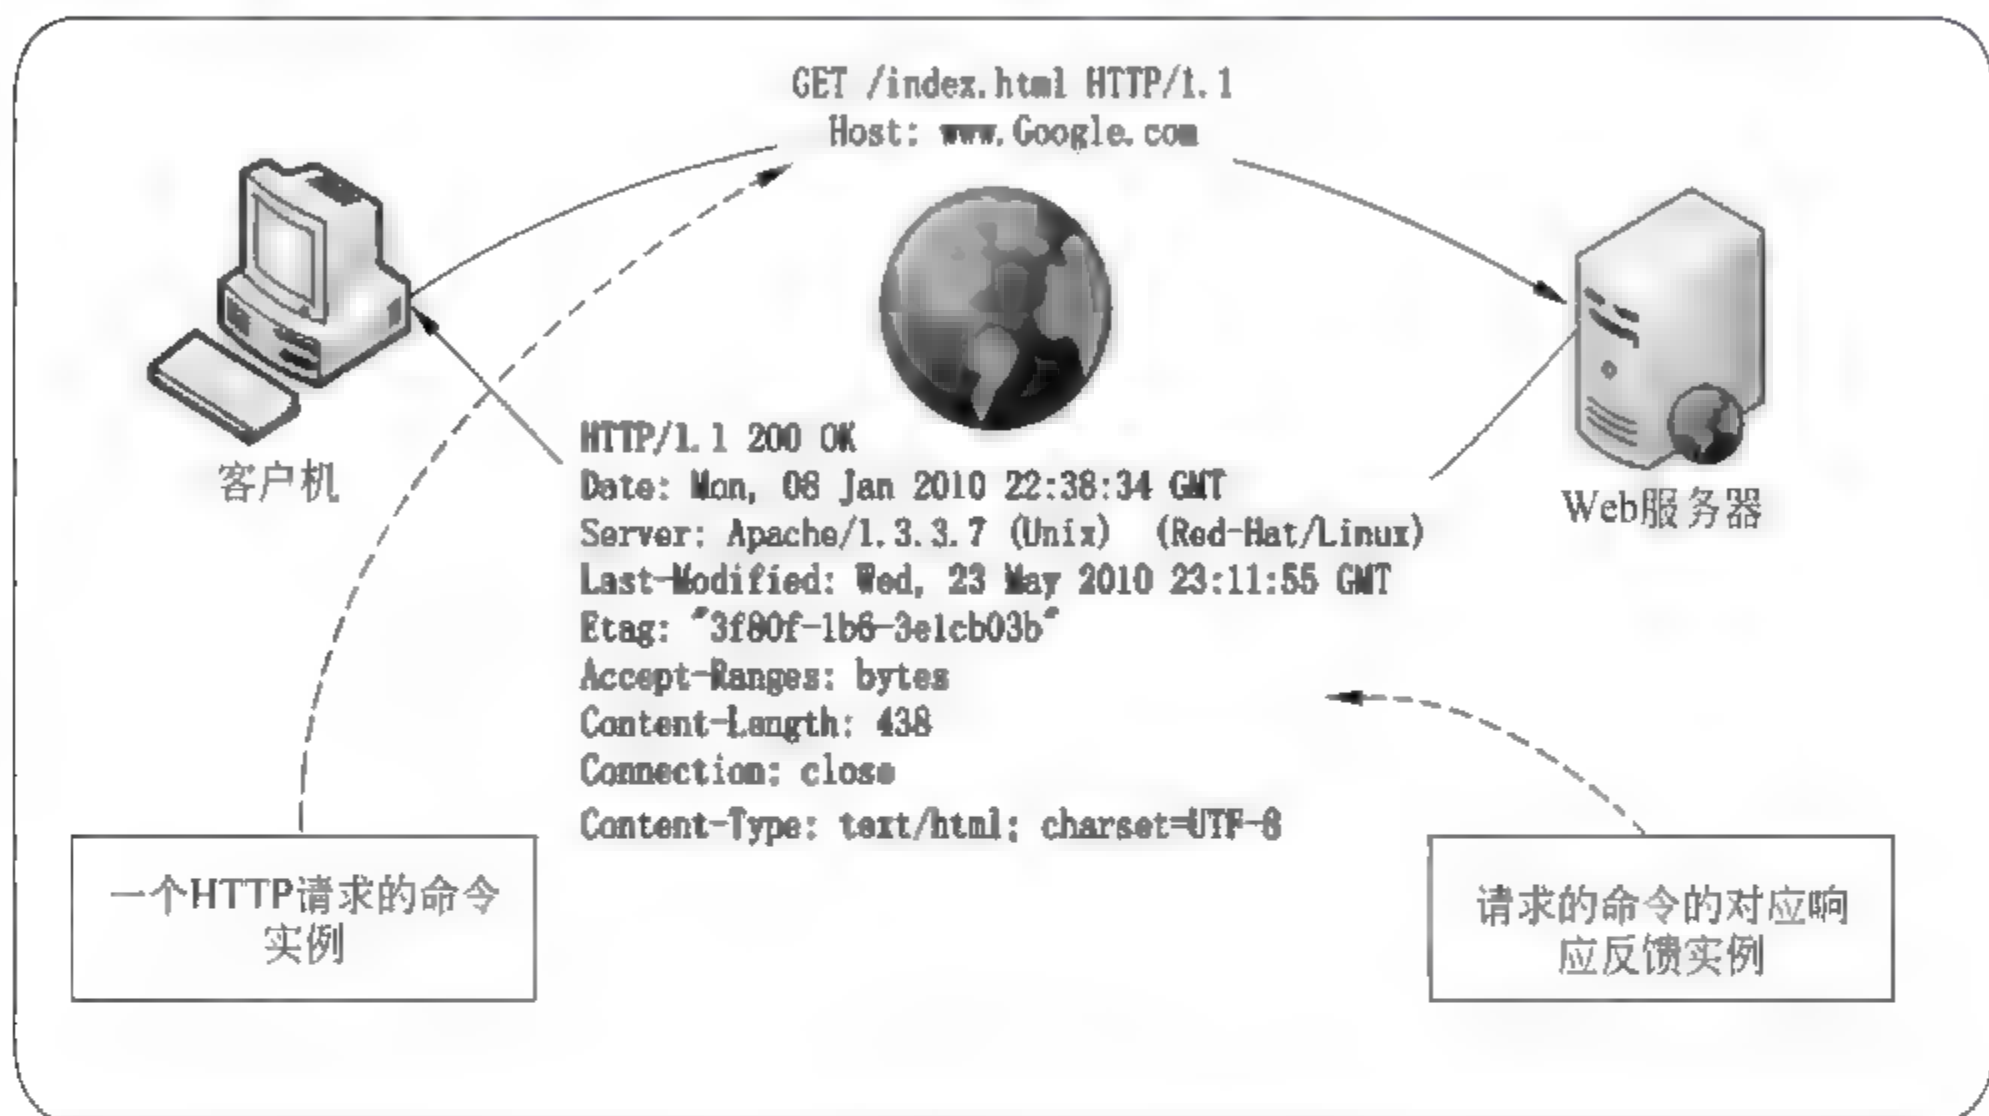 GET /index.html HTTP/1.1
Host: www.Google.com
客户机
Web服务器
HTTP/1.1 200 OK
Date: Mon, 08 Jan 2010 22:38:34 GMT
Server: Apache/1.3.3.7 (Unix) (Red-Hat/Linux)
Last-Modified: Wed, 23 May 2010 23:11:55 GMT
Etag: "3f80f-1b6-3e1cb03b"
Accept-Ranges: bytes
Content-Length: 438
Connection: close
Content-Type: text/html; charset=UTF-8
一个HTTP请求的命令
实例
请求的命令的对应响
应反馈实例